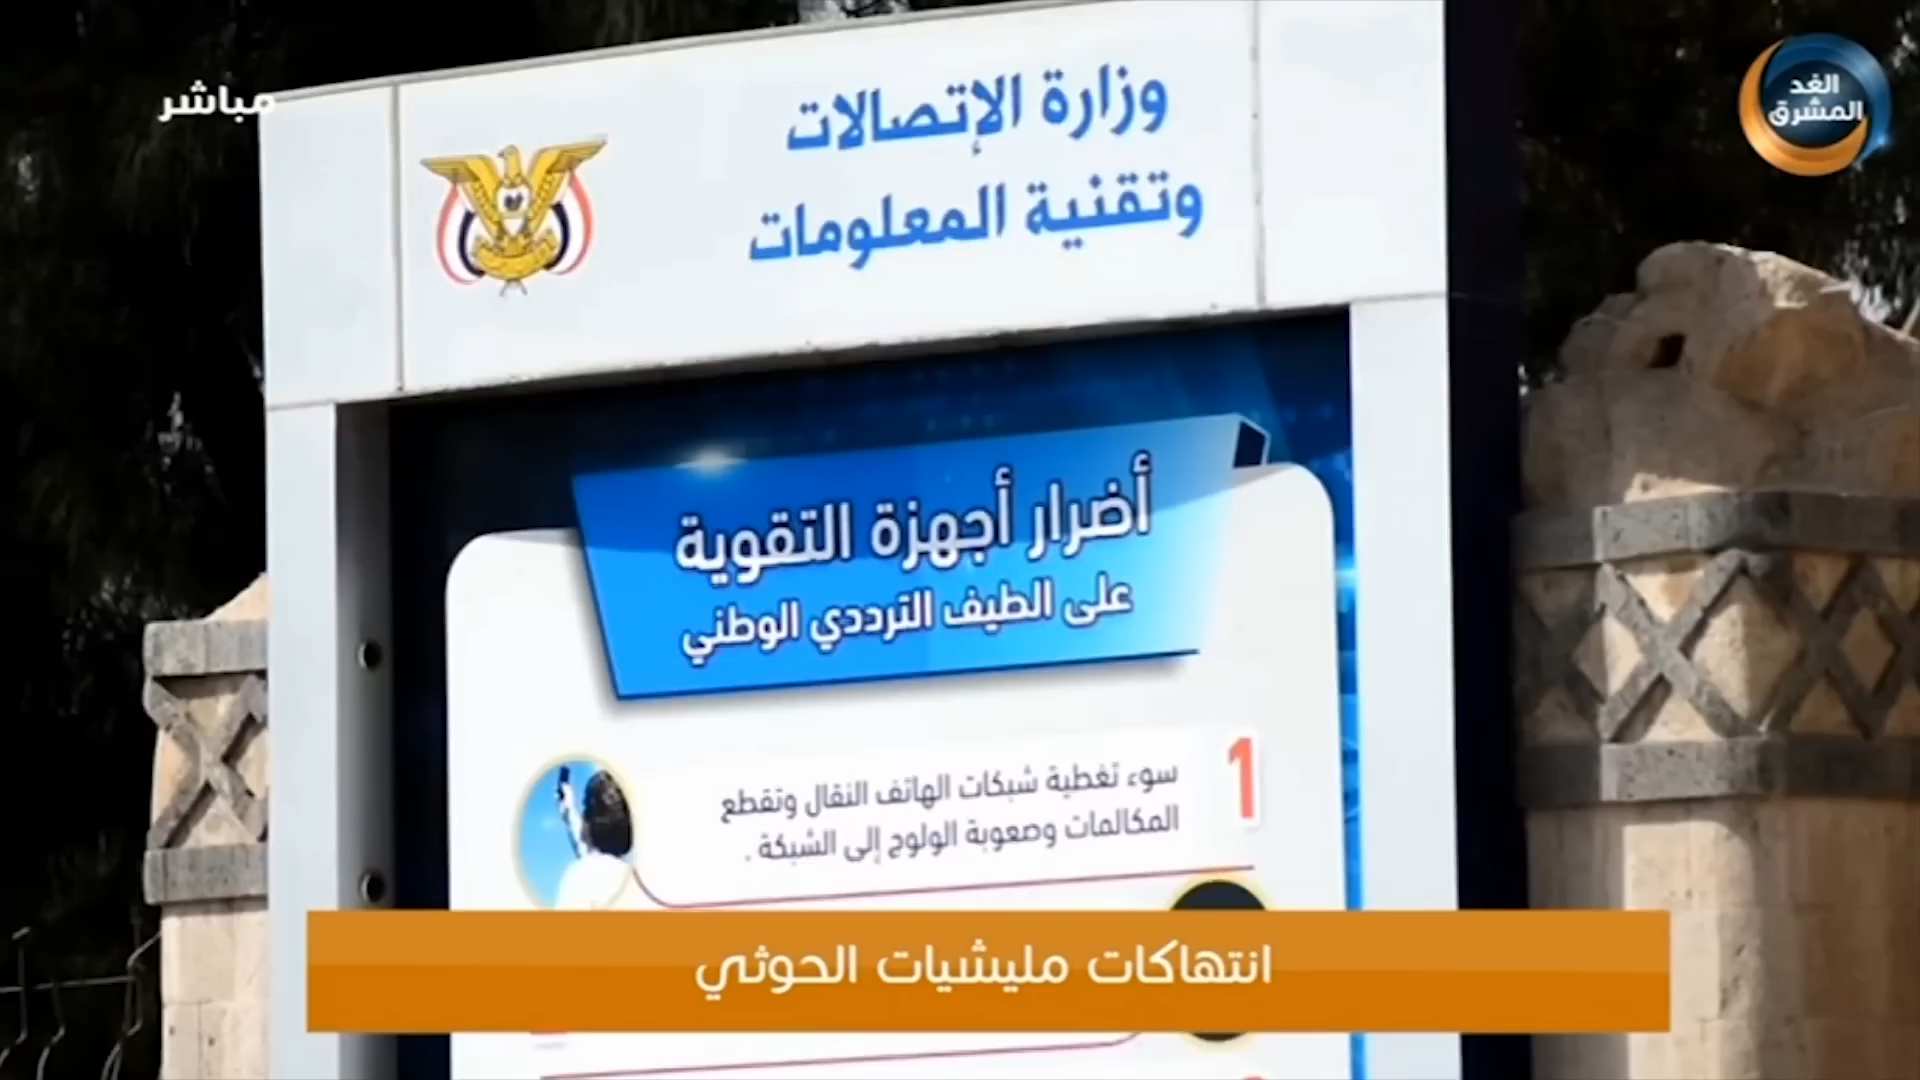 مباشر
الغد
المشرق
وزارة الإتصالات
وتقنية المعلومات
أضرار أجهزة التقوية
على الطيف الترددي الوطني
1
سوء تغطية شبكات الهاتف النقال وتقطع
المكالمات وصعوبة الولوج إلى الشبكة .
انتهاكات مليشيات الحوثي